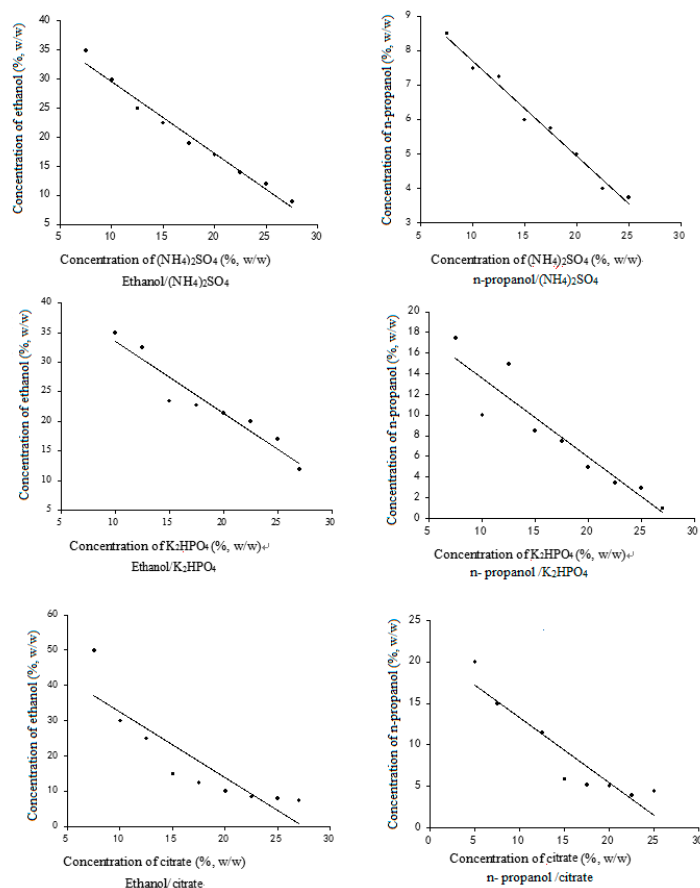 Concentration of ethanol (%, w/w)
40
35
30
25
20
15
10
5
5 10 15 20 25 30
Concentration of (NH4)2SO4 (%, w/w)
Ethanol/(NH4)2SO4
Concentration of n-propanol (%, w/w)
9
8
7
6
5
4
3
5 10 15 20 25 30
Concentration of (NH4)2SO4 (%, w/w)
n-propanol/(NH4)2SO4
Concentration of ethanol (%, w/w)
40
35
30
25
20
15
10
5
5 10 15 20 25 30
Concentration of K2HPO4 (%, w/w)↵
Ethanol/K2HPO4
Concentration of n-propanol (%, w/w)
20
18
16
14
12
10
8
6
4
2
0
5 10 15 20 25 30
Concentration of K2HPO4 (%, w/w)↵
n- propanol /K2HPO4
Concentration of ethanol (%, w/w)
60
50
40
30
20
10
0
5 10 15 20 25 30
Concentration of citrate (%, w/w)
Ethanol/citrate
Concentration of n-propanol (%, w/w)
25
20
15
10
5
0
0 5 10 15 20 25 30
Concentration of citrate (%, w/w)
n- propanol /citrate